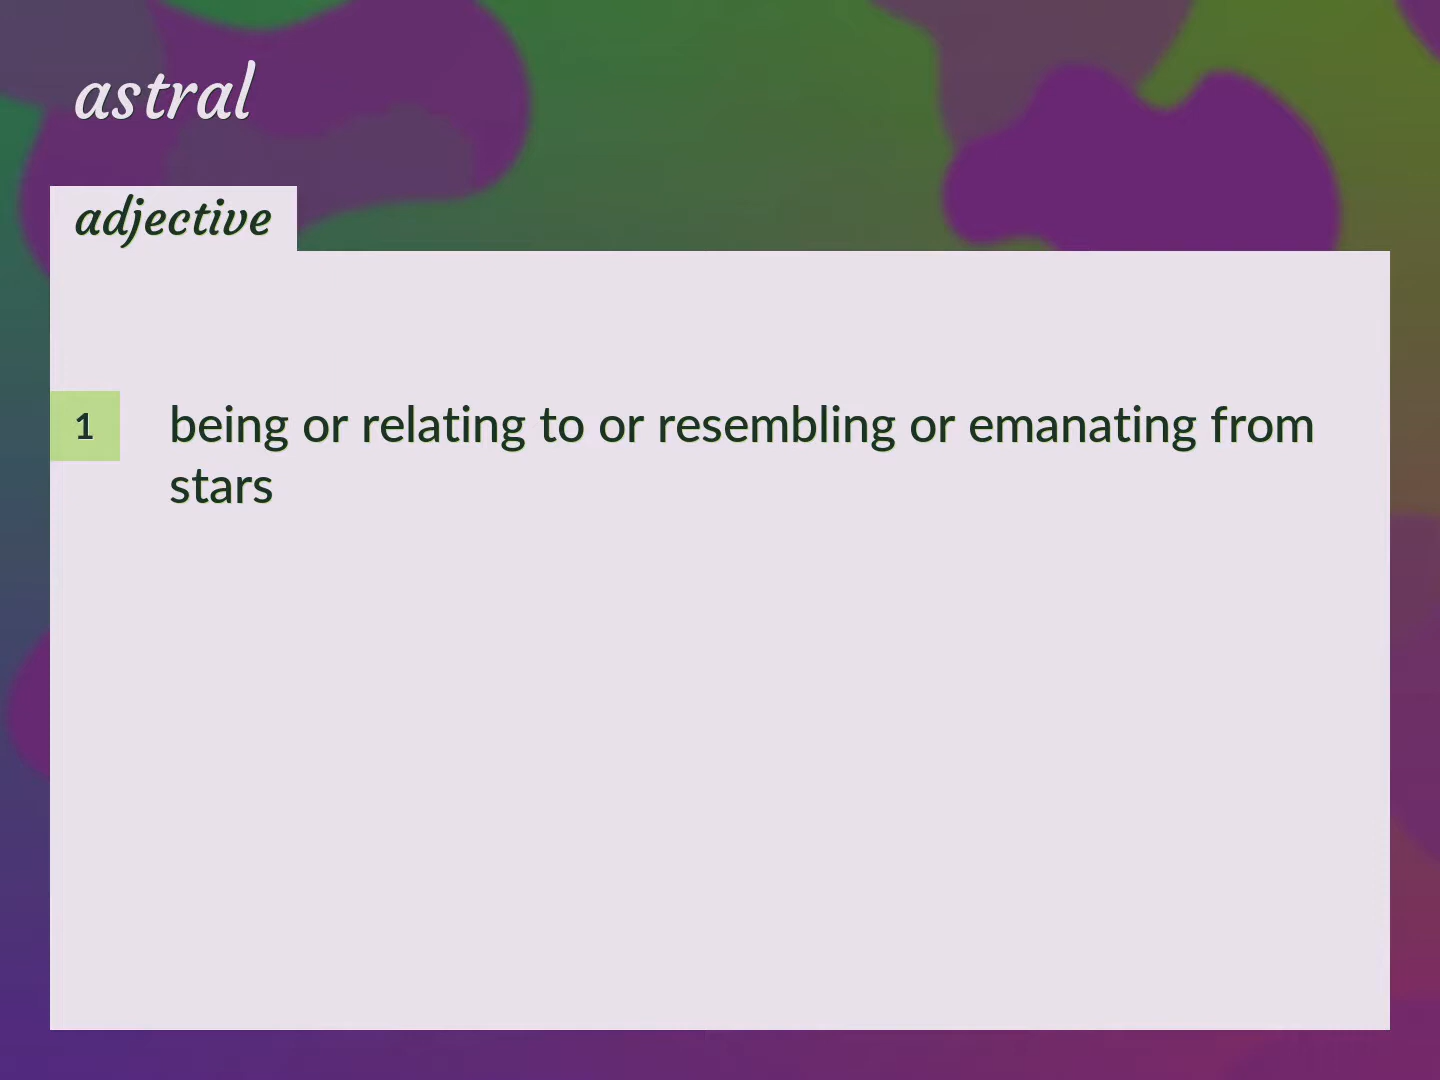 astral
adjective
1
being or relating to or resembling or emanating from
stars